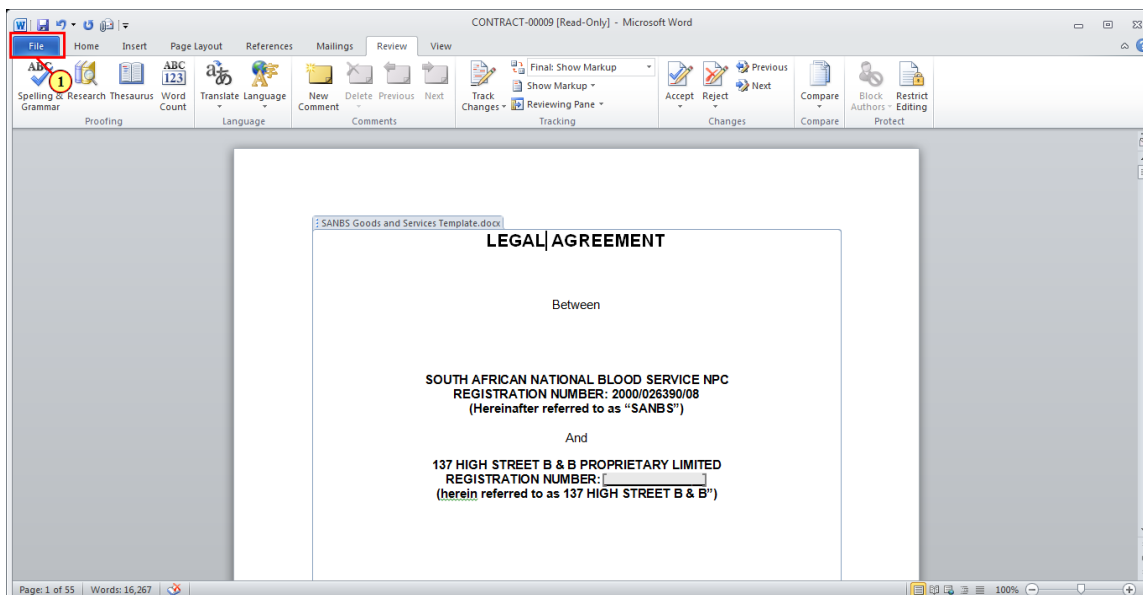 CONTRACT-00009 [Read-Only] - Microsoft Word
File Home Insert Page Layout References Mailings Review View
1
Spelling & Grammar Research Thesaurus Word Count Translate Language New Comment Delete Previous Next Track Changes Final: Show Markup Show Markup Reviewing Pane Accept Reject Previous Next Compare Block Authors Restrict Editing
Proofing Language Comments Tracking Changes Compare Protect
SANBS Goods and Services Template.docx
LEGAL AGREEMENT
Between
SOUTH AFRICAN NATIONAL BLOOD SERVICE NPC
REGISTRATION NUMBER: 2000/026390/08
(Hereinafter referred to as “SANBS”)
And
137 HIGH STREET B & B PROPRIETARY LIMITED
REGISTRATION NUMBER:[ ]
(herein referred to as 137 HIGH STREET B & B”)
Page: 1 of 55 Words: 16,267 100%